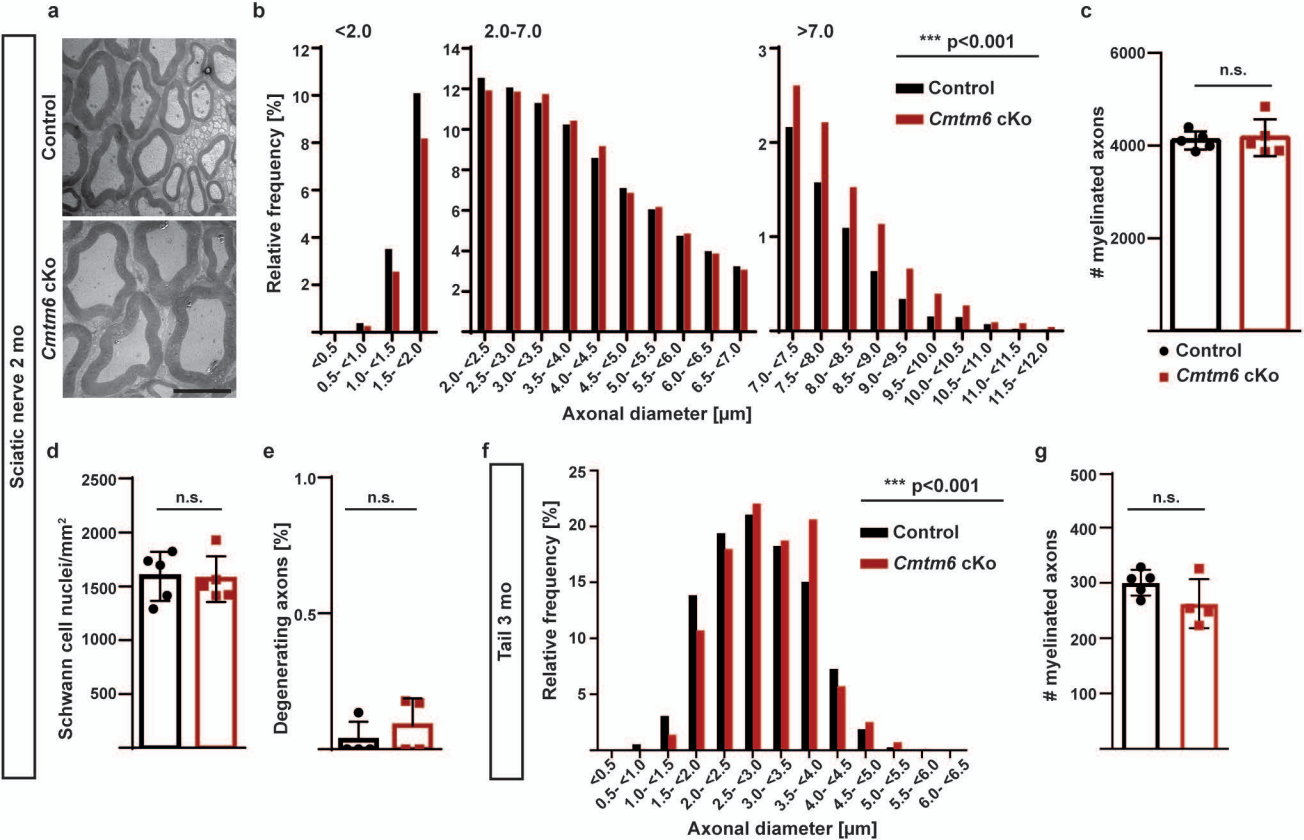 Sciatic nerve 2 mo
a
Control
Cmtm6 cKo
b
<2.0
2.0-7.0
>7.0
*** p<0.001
Control
Cmtm6 cKo
Relative frequency [%]
12
10
8
6
4
2
14
12
10
8
6
4
2
3
2
1
<0.5
0.5- <1.0
1.0- <1.5
1.5- <2.0
2.0- <2.5
2.5- <3.0
3.0- <3.5
3.5- <4.0
4.0- <4.5
4.5- <5.0
5.0- <5.5
5.5- <6.0
6.0- <6.5
6.5- <7.0
7.0- <7.5
7.5- <8.0
8.0- <8.5
8.5- <9.0
9.0- <9.5
9.5- <10.0
10.0- <10.5
10.5- <11.0
11.0- <11.5
11.5- <12.0
Axonal diameter [µm]
c
# myelinated axons
6000
4000
2000
n.s.
Control
Cmtm6 cKo
d
Schwann cell nuclei/mm²
2500
2000
1500
1000
500
n.s.
e
Degenerating axons [%]
1.0
0.5
n.s.
f
Tail 3 mo
Relative frequency [%]
25
20
15
10
5
*** p<0.001
Control
Cmtm6 cKo
<0.5
0.5- <1.0
1.0- <1.5
1.5- <2.0
2.0- <2.5
2.5- <3.0
3.0- <3.5
3.5- <4.0
4.0- <4.5
4.5- <5.0
5.0- <5.5
5.5- <6.0
6.0- <6.5
Axonal diameter [µm]
g
# myelinated axons
500
400
300
200
100
n.s.